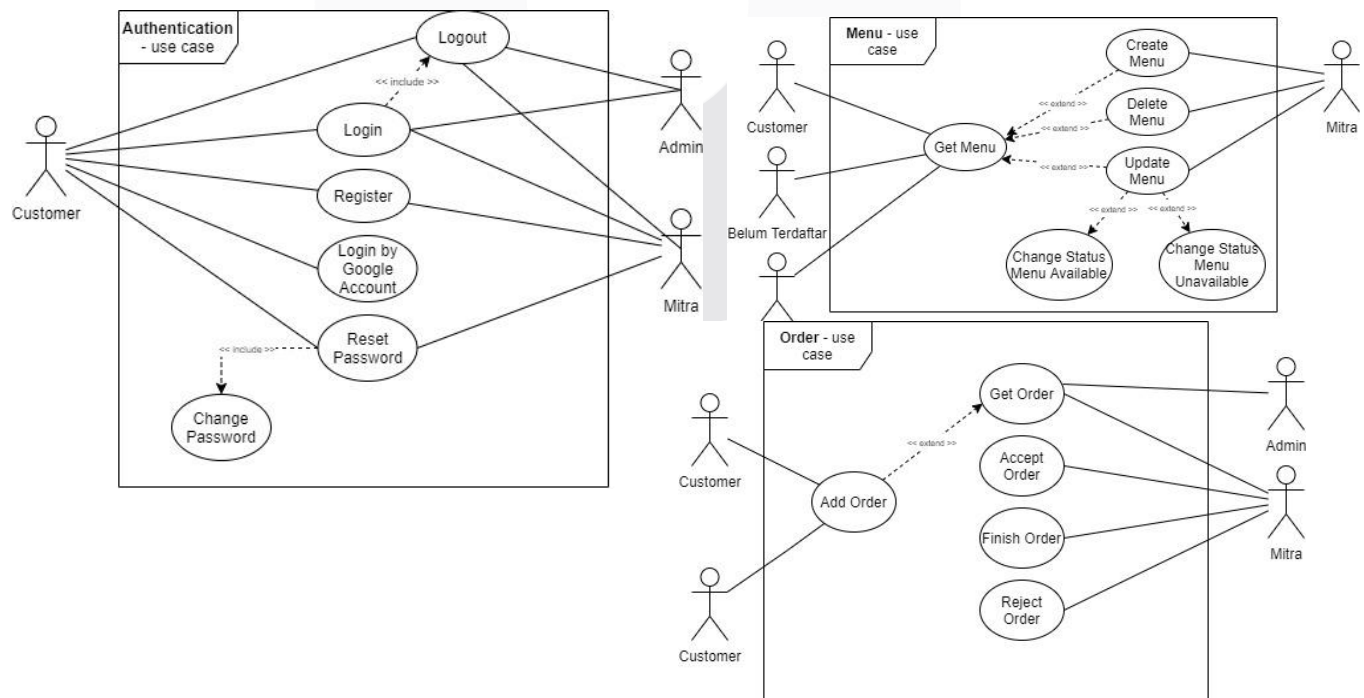 Authentication
- use case
Logout
<< include >>
Login
Register
Login by
Google
Account
Reset
Password
<< include >>
Change
Password
Customer
Admin
Mitra
Menu - use
case
Customer
Belum Terdaftar
Get Menu
Create
Menu
Delete
Menu
Update
Menu
<< extend >>
<< extend >>
<< extend >>
<< extend >>
<< extend >>
Change Status
Menu Available
Change Status
Menu
Unavailable
Mitra
Order - use
case
Customer
Customer
Add Order
<< extend >>
Get Order
Accept
Order
Finish Order
Reject
Order
Admin
Mitra